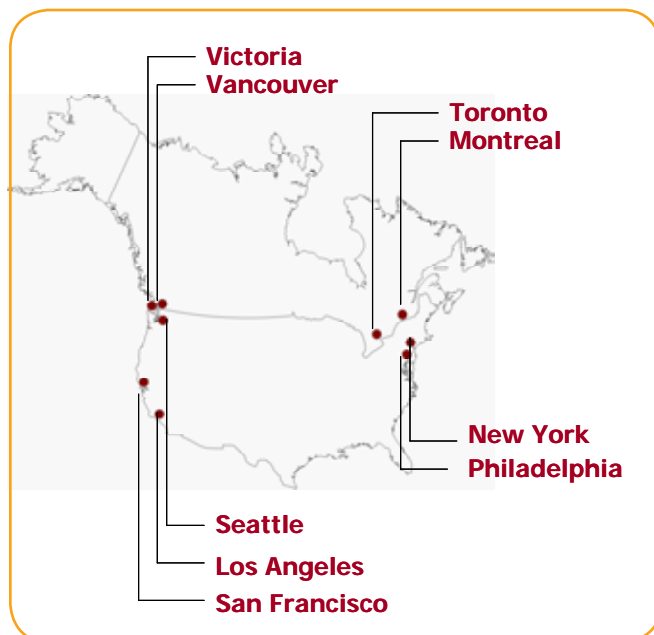 Victoria
Vancouver
Toronto
Montreal
New York
Philadelphia
Seattle
Los Angeles
San Francisco